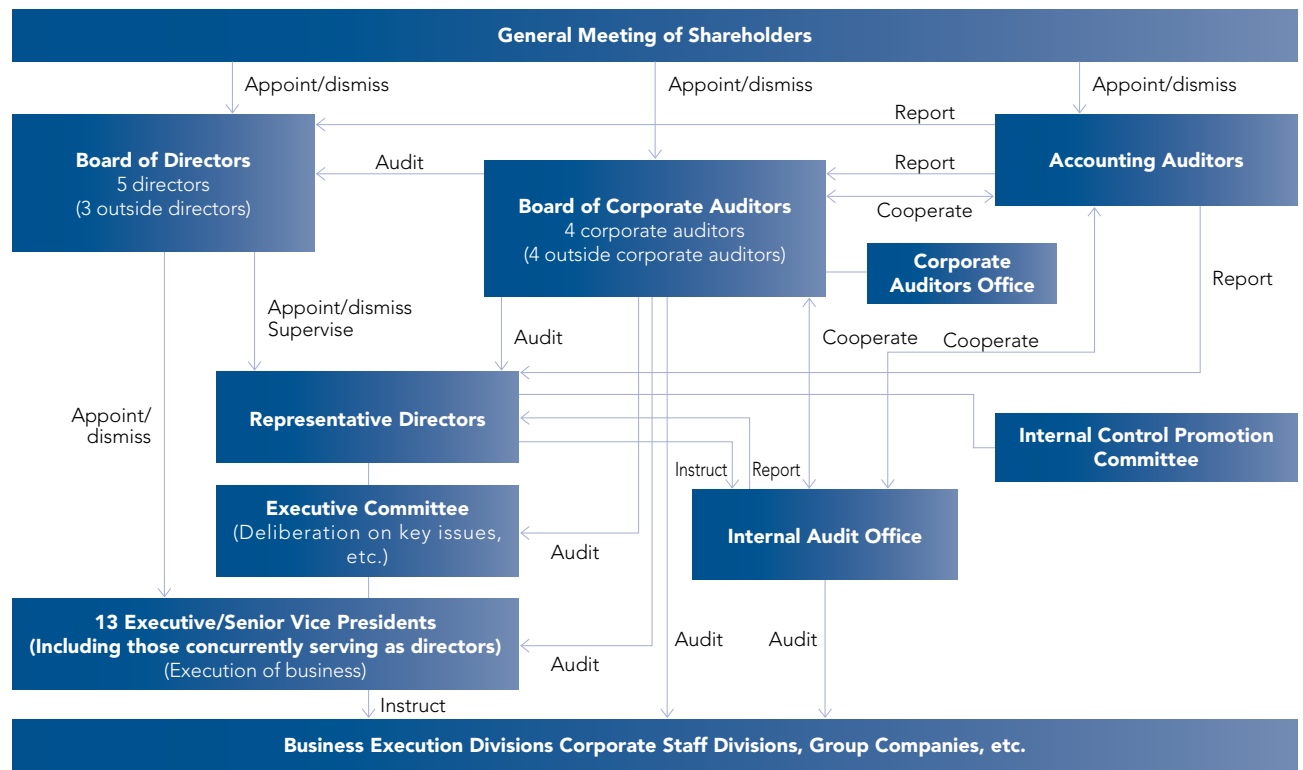 General Meeting of Shareholders
Appoint/dismiss
Appoint/dismiss
Appoint/dismiss
Report
Board of Directors
5 directors
(3 outside directors)
Audit
Board of Corporate Auditors
4 corporate auditors
(4 outside corporate auditors)
Report
Cooperate
Accounting Auditors
Corporate
Auditors Office
Report
Appoint/dismiss
Supervise
Audit
Cooperate
Cooperate
Appoint/
dismiss
Representative Directors
Internal Control Promotion
Committee
Instruct
Report
Executive Committee
(Deliberation on key issues,
etc.)
Audit
Internal Audit Office
13 Executive/Senior Vice Presidents
(Including those concurrently serving as directors)
(Execution of business)
Audit
Audit
Audit
Instruct
Business Execution Divisions Corporate Staff Divisions, Group Companies, etc.